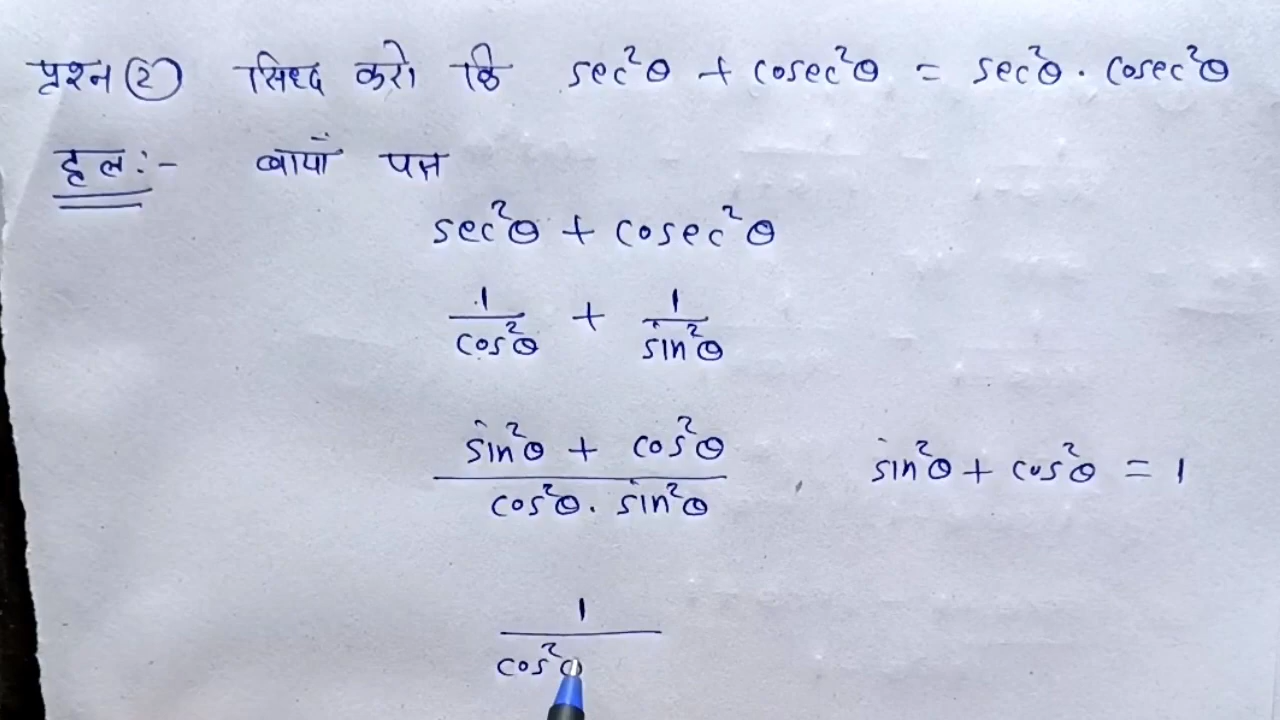 प्रश्न (2) सिध्द करो कि sec²θ + cosec²θ = sec²θ . cosec²θ
हल :- बायाँ पक्ष
sec²θ + cosec²θ
1/cos²θ + 1/sin²θ
(sin²θ + cos²θ)/(cos²θ . sin²θ) , sin²θ + cos²θ = 1
1/cos²θ